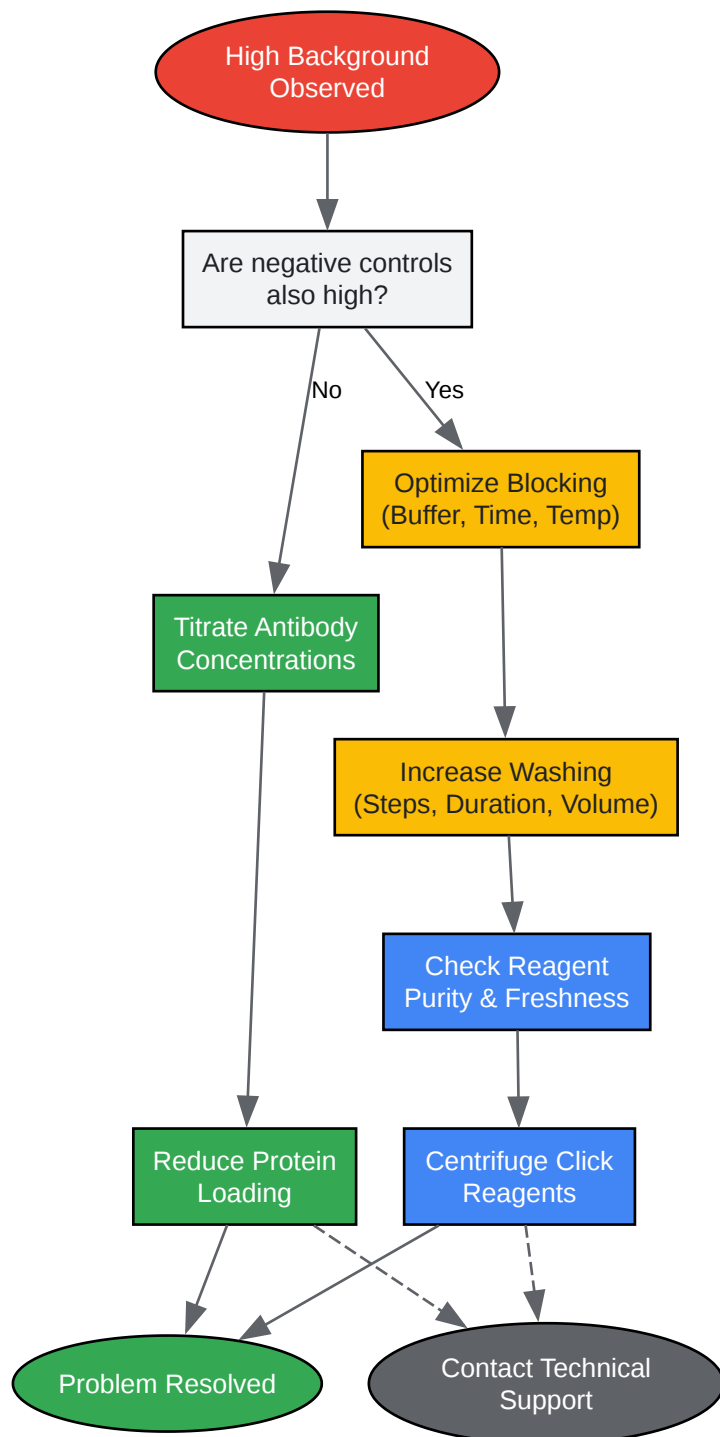 High Background
Observed
Are negative controls
also high?
No
Yes
Optimize Blocking
(Buffer, Time, Temp)
Titrate Antibody
Concentrations
Increase Washing
(Steps, Duration, Volume)
Check Reagent
Purity & Freshness
Reduce Protein
Loading
Centrifuge Click
Reagents
Problem Resolved
Contact Technical
Support